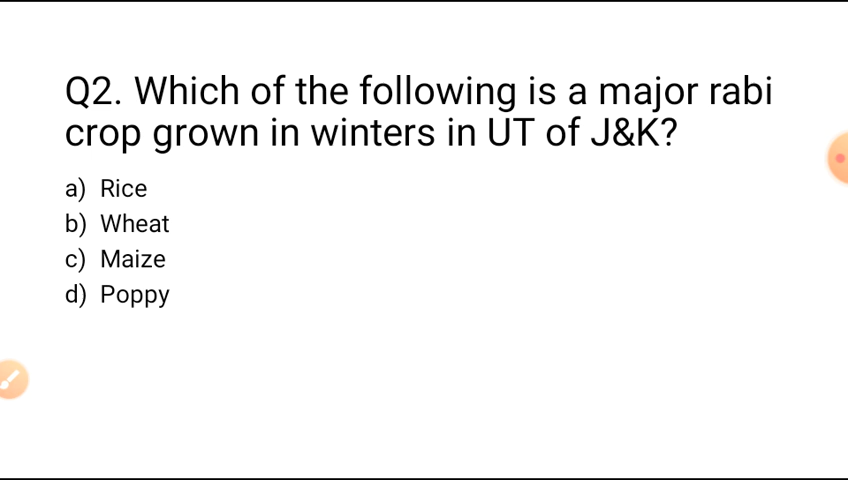 Q2. Which of the following is a major rabi
crop grown in winters in UT of J&K?
a) Rice
b) Wheat
c) Maize
d) Poppy